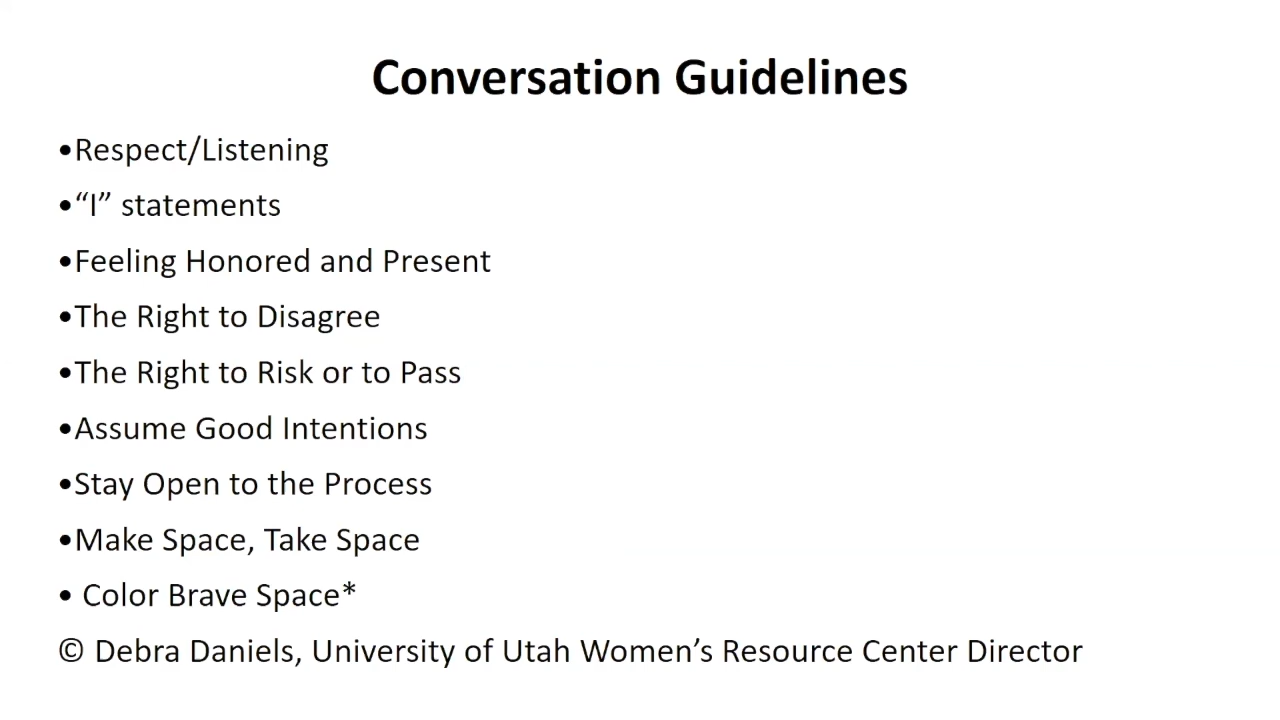 Conversation Guidelines
•Respect/Listening
•“I” statements
•Feeling Honored and Present
•The Right to Disagree
•The Right to Risk or to Pass
•Assume Good Intentions
•Stay Open to the Process
•Make Space, Take Space
• Color Brave Space*
© Debra Daniels, University of Utah Women’s Resource Center Director